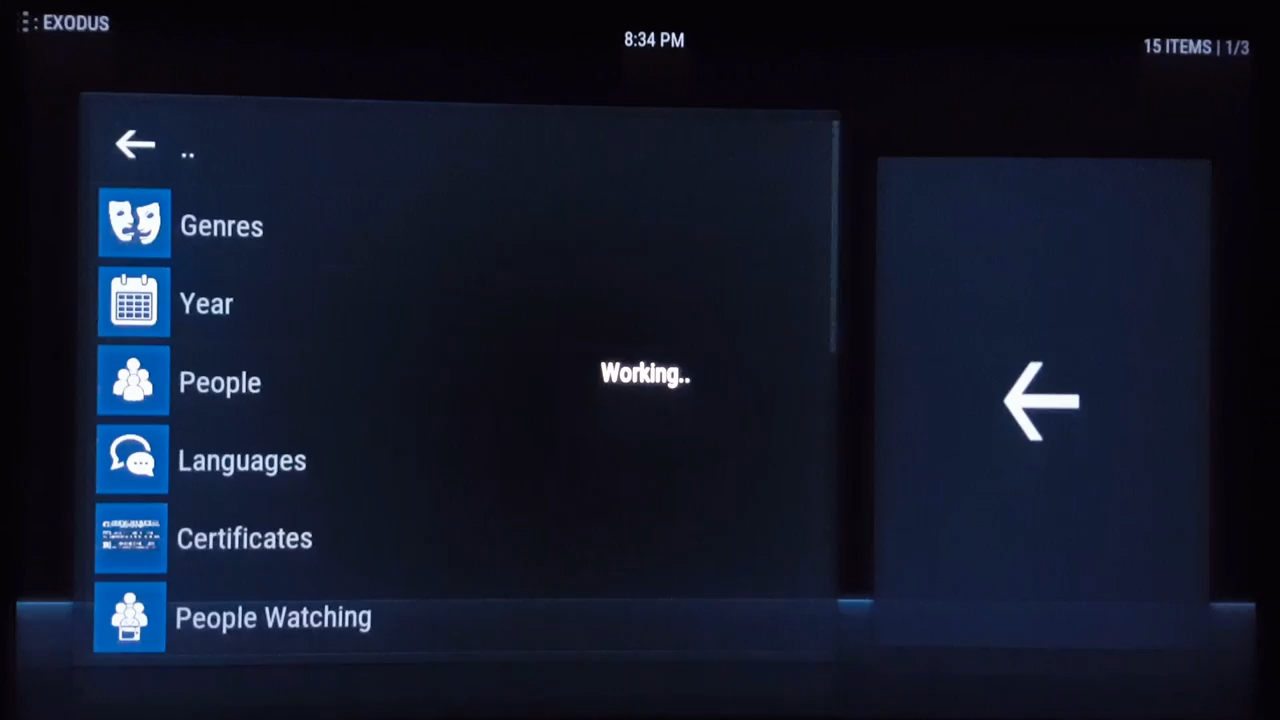 : EXODUS
8:34 PM
15 ITEMS | 1/3
..
Genres
Year
People
Working..
Languages
Certificates
People Watching